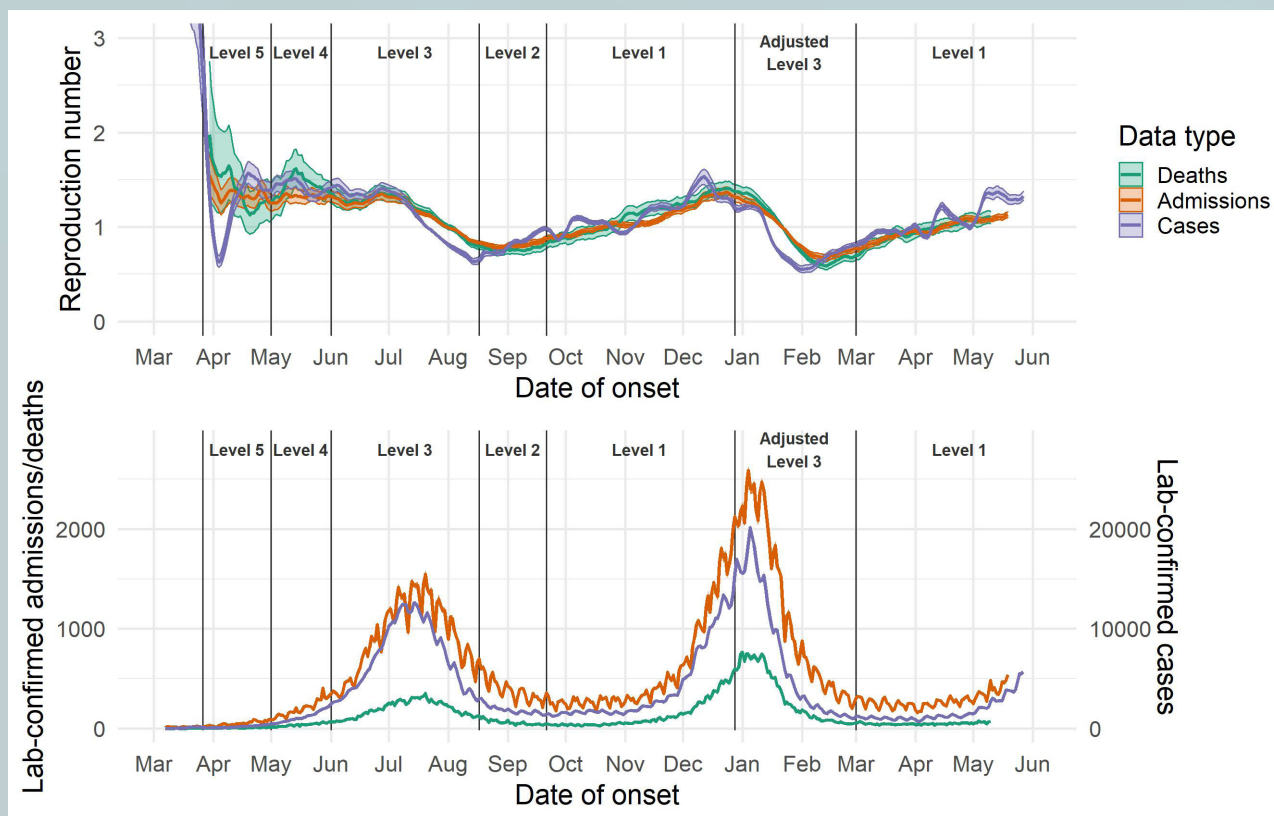 3
2
1
0
Reproduction number
Level 5 Level 4 Level 3 Level 2 Level 1 Adjusted Level 3 Level 1
Mar Apr May Jun Jul Aug Sep Oct Nov Dec Jan Feb Mar Apr May Jun
Date of onset
Data type
Deaths
Admissions
Cases
Lab-confirmed admissions/deaths
2000
1000
0
Level 5 Level 4 Level 3 Level 2 Level 1 Adjusted Level 3 Level 1
20000
10000
0
Lab-confirmed cases
Mar Apr May Jun Jul Aug Sep Oct Nov Dec Jan Feb Mar Apr May Jun
Date of onset